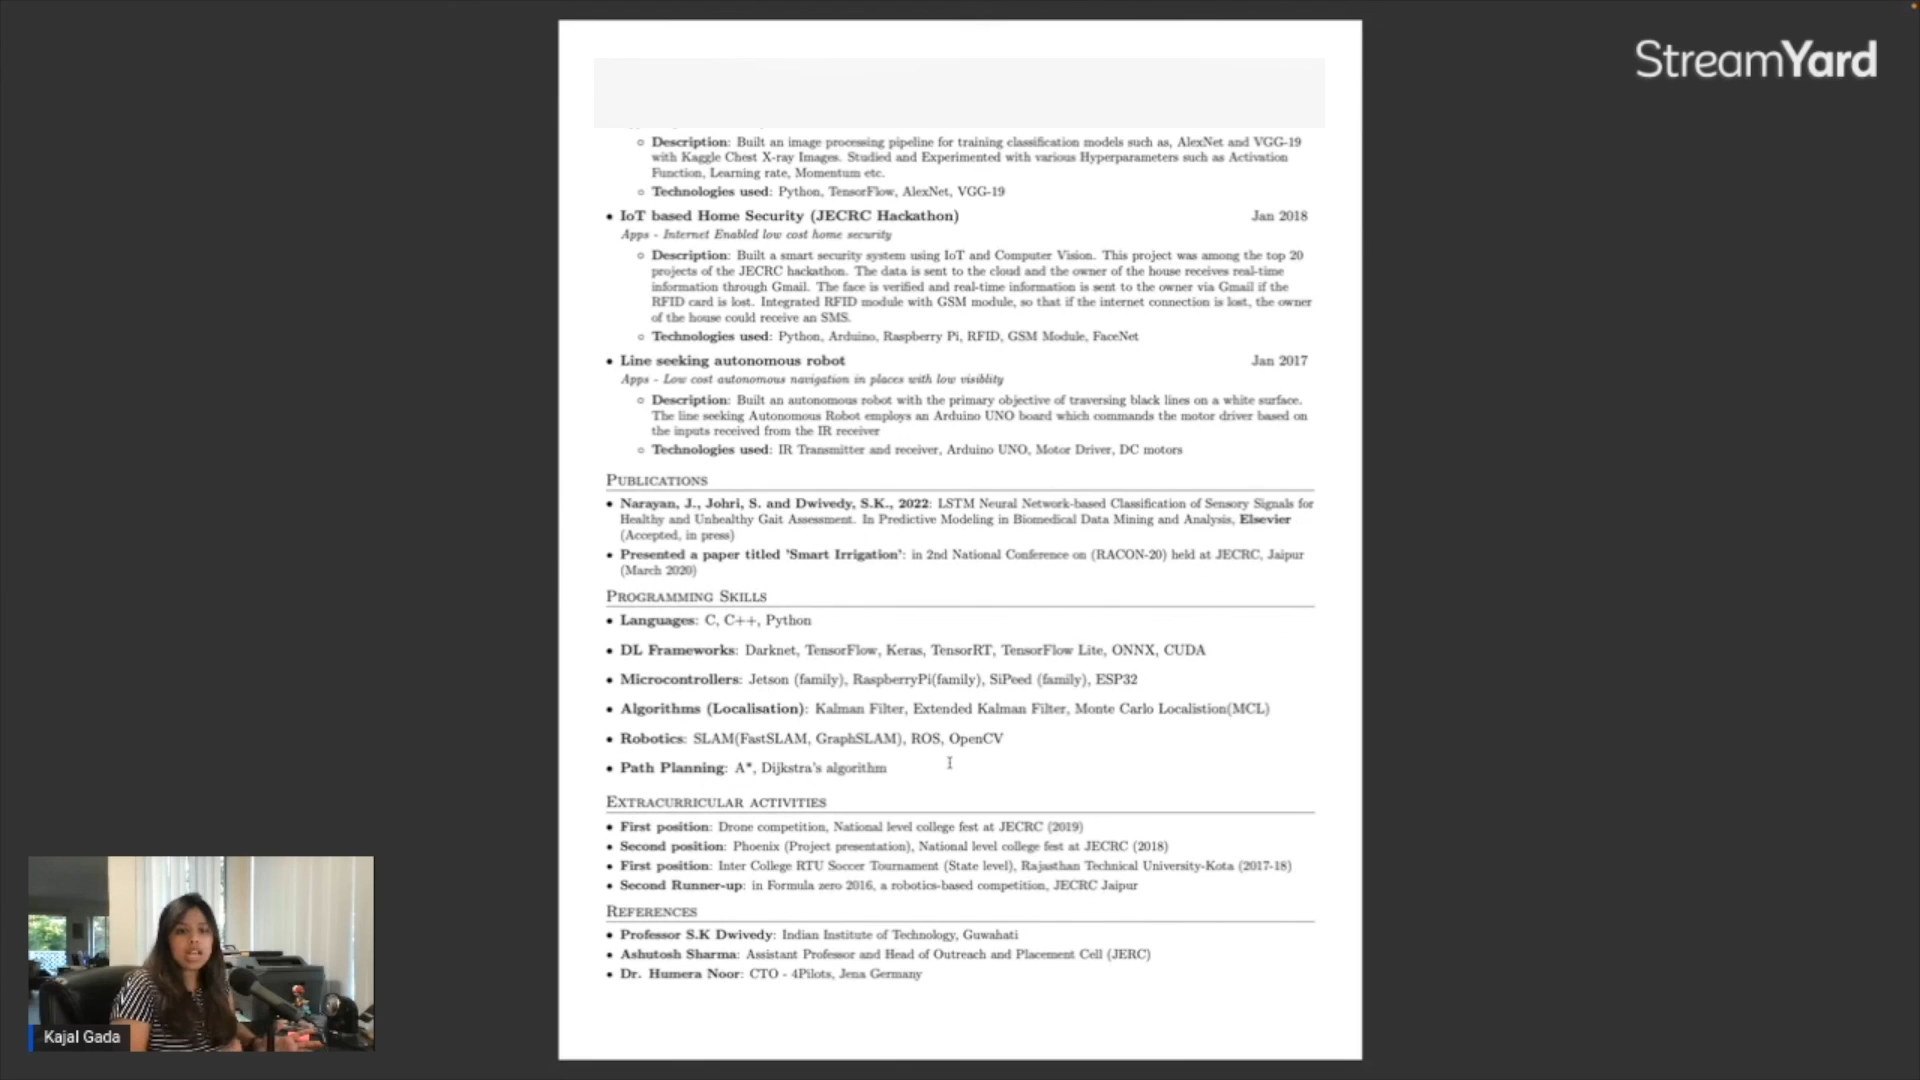 StreamYard
Description: Built an image processing pipeline for training classification models such as, AlexNet and VGG-19
with Kaggle Chest X-ray Images. Studied and Experimented with various Hyperparameters such as Activation
Function, Learning rate, Momentum etc.
Technologies used: Python, TensorFlow, AlexNet, VGG-19
IoT based Home Security (JECRC Hackathon) Jan 2018
Apps - Internet Enabled low cost home security
Description: Built a smart security system using IoT and Computer Vision. This project was among the top 20
projects of the JECRC hackathon. The data is sent to the cloud and the owner of the house receives real-time
information through Gmail. The face is verified and real-time information is sent to the owner via Gmail if the
RFID card is lost. Integrated RFID module with GSM module, so that if the internet connection is lost, the owner
of the house could receive an SMS.
Technologies used: Python, Arduino, Raspberry Pi, RFID, GSM Module, FaceNet
Line seeking autonomous robot Jan 2017
Apps - Low cost autonomous navigation in places with low visiblity
Description: Built an autonomous robot with the primary objective of traversing black lines on a white surface.
The line seeking Autonomous Robot employs an Arduino UNO board which commands the motor driver based on
the inputs received from the IR receiver
Technologies used: IR Transmitter and receiver, Arduino UNO, Motor Driver, DC motors
Publications
Narayan, J., Johri, S. and Dwivedy, S.K., 2022: LSTM Neural Network-based Classification of Sensory Signals for
Healthy and Unhealthy Gait Assessment. In Predictive Modeling in Biomedical Data Mining and Analysis, Elsevier
(Accepted, in press)
Presented a paper titled 'Smart Irrigation': in 2nd National Conference on (RACON-20) held at JECRC, Jaipur
(March 2020)
Programming Skills
Languages: C, C++, Python
DL Frameworks: Darknet, TensorFlow, Keras, TensorRT, TensorFlow Lite, ONNX, CUDA
Microcontrollers: Jetson (family), RaspberryPi(family), SiPeed (family), ESP32
Algorithms (Localisation): Kalman Filter, Extended Kalman Filter, Monte Carlo Localistion(MCL)
Robotics: SLAM(FastSLAM, GraphSLAM), ROS, OpenCV
Path Planning: A*, Dijkstra's algorithm
Extracurricular activities
First position: Drone competition, National level college fest at JECRC (2019)
Second position: Phoenix (Project presentation), National level college fest at JECRC (2018)
First position: Inter College RTU Soccer Tournament (State level), Rajasthan Technical University-Kota (2017-18)
Second Runner-up: in Formula zero 2016, a robotics-based competition, JECRC Jaipur
References
Professor S.K Dwivedy: Indian Institute of Technology, Guwahati
Ashutosh Sharma: Assistant Professor and Head of Outreach and Placement Cell (JERC)
Dr. Humera Noor: CTO - 4Pilots, Jena Germany
Kajal Gada